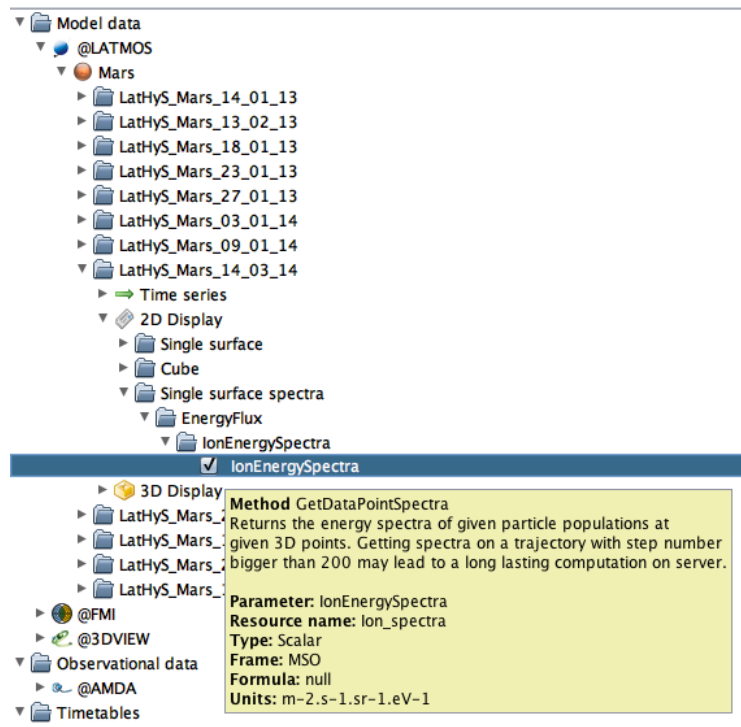 Model data
@LATMOS
Mars
LatHyS_Mars_14_01_13
LatHyS_Mars_13_02_13
LatHyS_Mars_18_01_13
LatHyS_Mars_23_01_13
LatHyS_Mars_27_01_13
LatHyS_Mars_03_01_14
LatHyS_Mars_09_01_14
LatHyS_Mars_14_03_14
Time series
2D Display
Single surface
Cube
Single surface spectra
EnergyFlux
IonEnergySpectra
IonEnergySpectra
3D Display
LatHyS_Mars_
LatHyS_Mars_
LatHyS_Mars_
LatHyS_Mars_
@FMI
@3DVIEW
Observational data
@AMDA
Timetables
Method GetDataPointSpectra
Returns the energy spectra of given particle populations at
given 3D points. Getting spectra on a trajectory with step number
bigger than 200 may lead to a long lasting computation on server.
Parameter: IonEnergySpectra
Resource name: Ion_spectra
Type: Scalar
Frame: MSO
Formula: null
Units: m-2.s-1.sr-1.eV-1